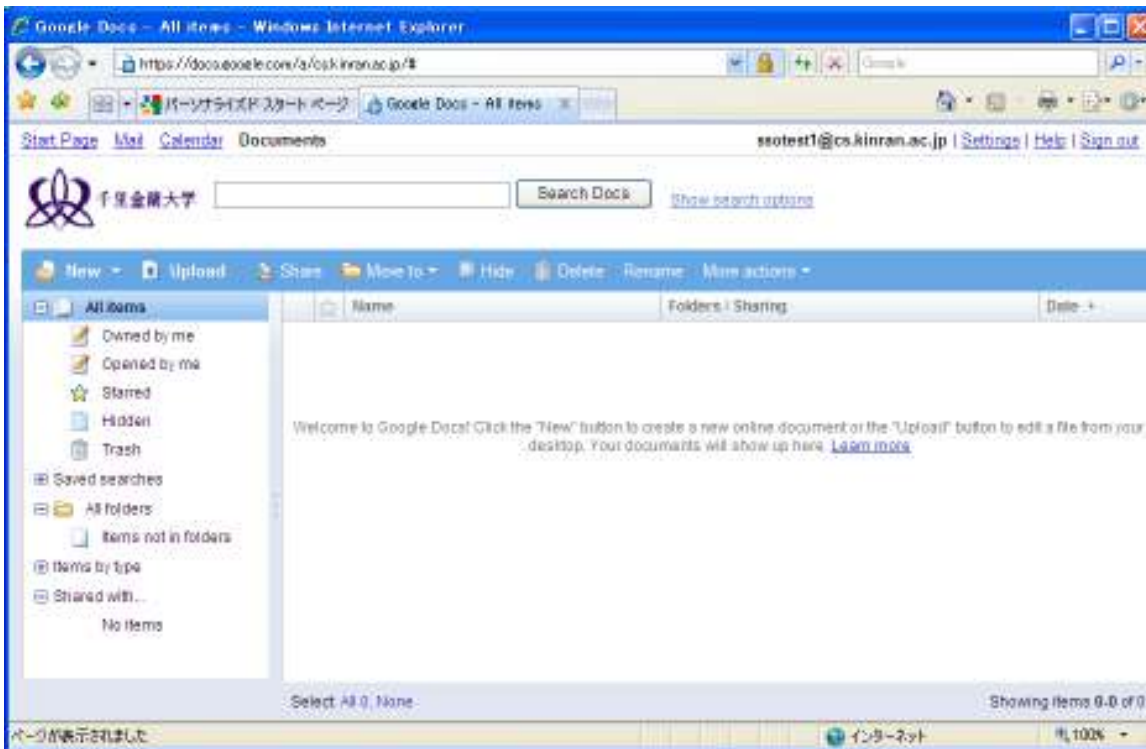 Google Docs - All items - Windows Internet Explorer
https://docs.google.com/a/cs.kinran.ac.jp/#
Google
パーソナライズド スタート ページ
Google Docs - All items
Start Page Mail Calendar Documents
ssotest1@cs.kinran.ac.jp | Settings | Help | Sign out
千里金蘭大学
Search Docs
Show search options
New Upload Share Move to Hide Delete Rename More actions
All items
Name Folders / Sharing Date
Owned by me
Opened by me
Starred
Hidden
Trash
Saved searches
All folders
Items not in folders
Items by type
Shared with...
No items
Welcome to Google Docs! Click the "New" button to create a new online document or the "Upload" button to edit a file from your
desktop. Your documents will show up here. Learn more
Select: All 0, None
Showing items 0-0 of 0
ページが表示されました
インターネット
100%